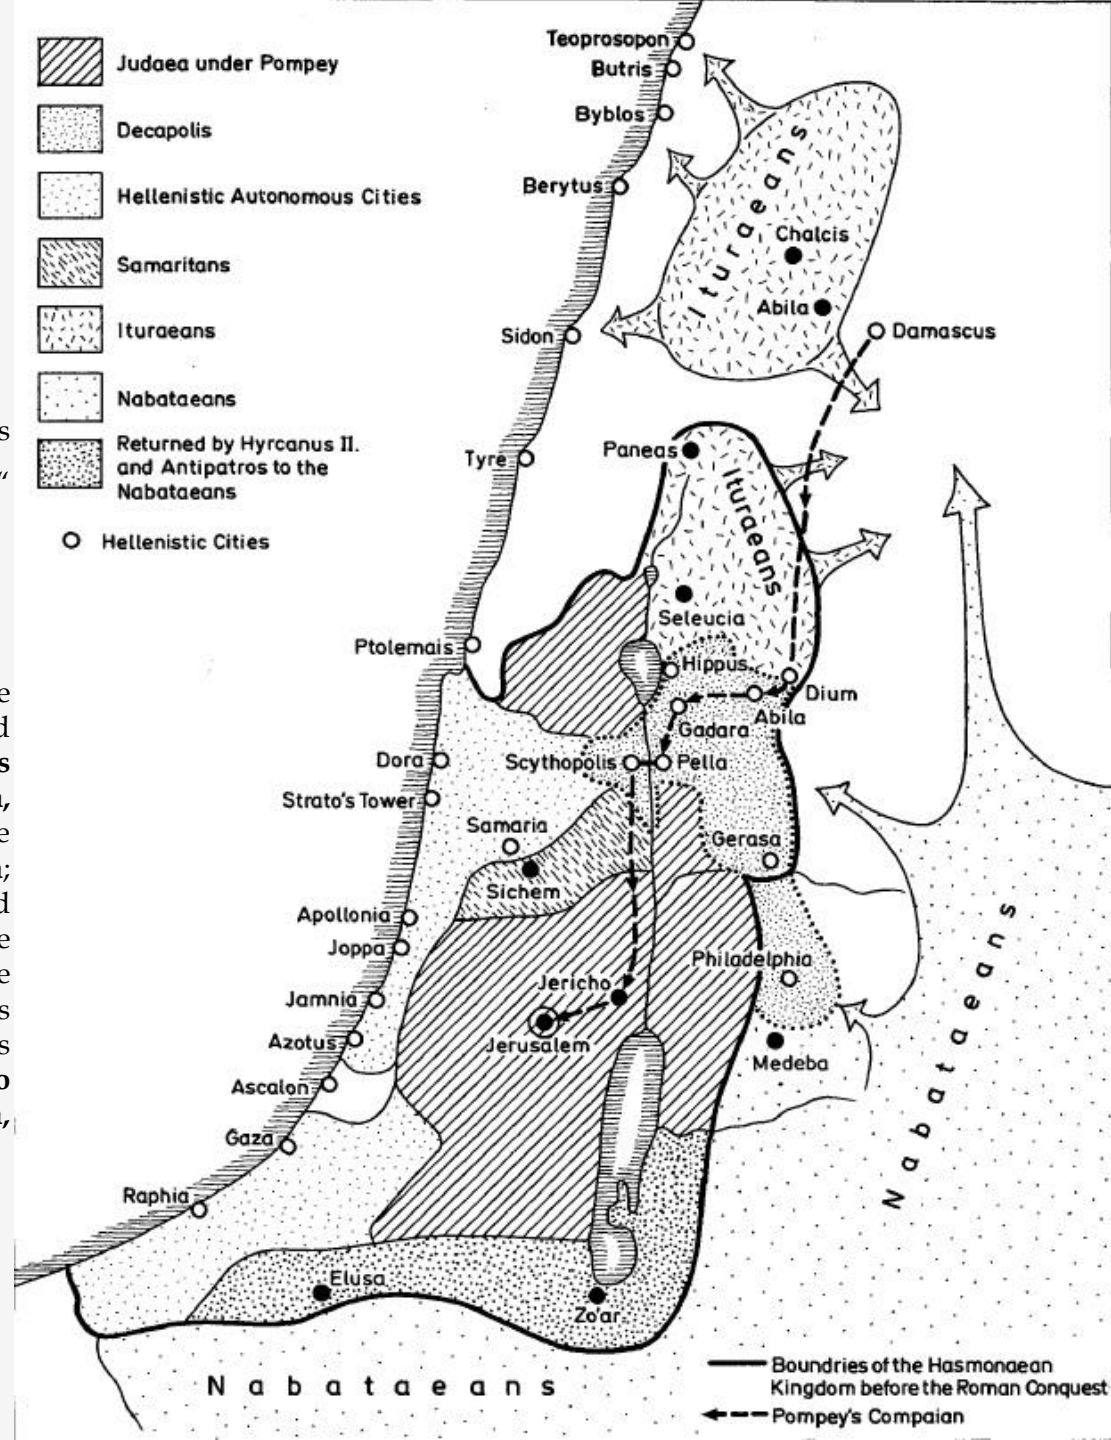 Judaea under Pompey
Decapolis
Hellenistic Autonomous Cities
Samaritans
Ituraeans
Nabataeans
Returned by Hyrcanus II.
and Antipatros to the
Nabataeans
Hellenistic Cities
Teoprosopon
Butris
Byblos
Berytus
Ituraeans
Chalcis
Abila
Sidon
Damascus
Tyre
Paneas
Ituraeans
Seleucia
Ptolemais
Hippus
Dium
Abila
Gadara
Dora
Scythopolis
Pella
Strato's Tower
Samaria
Gerasa
Sichem
Apollonia
Joppa
Philadelphia
Jericho
Jamnia
Jerusalem
Azotus
Medeba
Ascalon
Nabataeans
Gaza
Raphia
Elusa
Zoar
Nabataeans
Boundries of the Hasmonaean
Kingdom before the Roman Conquest
Pompey's Compaian